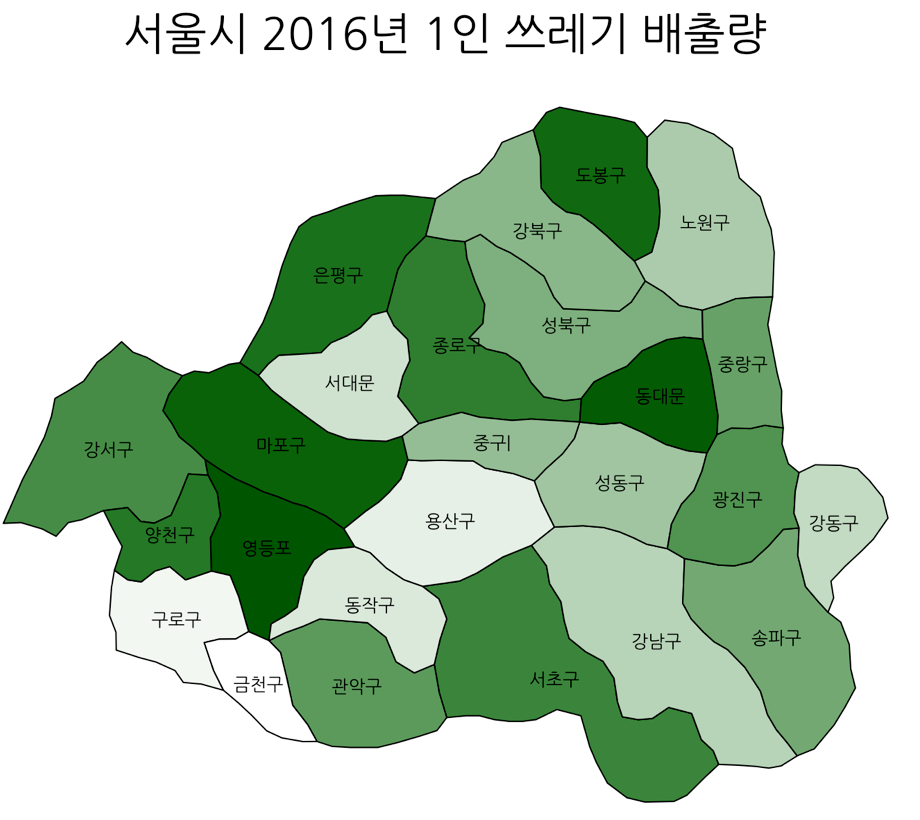 서울시 2016년 1인 쓰레기 배출량
도봉구
노원구
강북구
은평구
성북구
종로구
중랑구
서대문
동대문
중구|
마포구
강서구
성동구
광진구
용산구
강동구
양천구
영등포
동작구
구로구
강남구
송파구
서초구
금천구
관악구